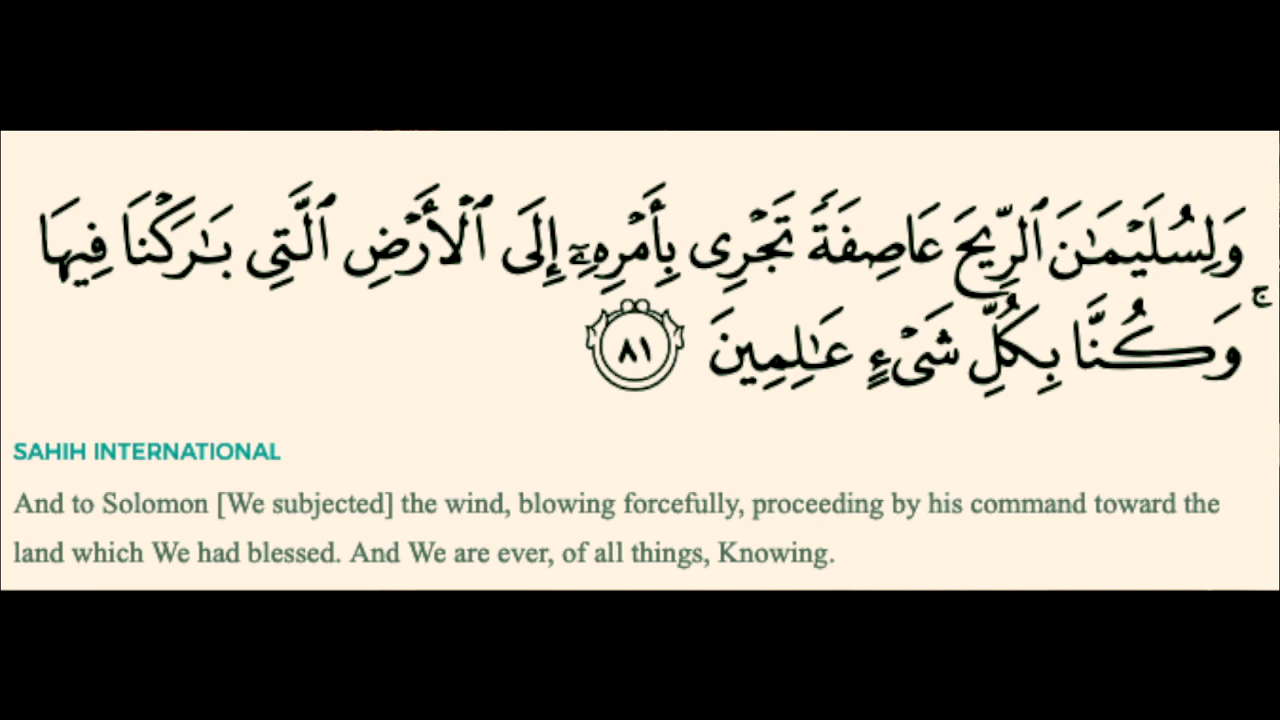 وَلِسُلَيْمَٰنَ ٱلرِّيحَ عَاصِفَةً تَجْرِى بِأَمْرِهِۦٓ إِلَى ٱلْأَرْضِ ٱلَّتِى بَٰرَكْنَا فِيهَا ۚ
وَكُنَّا بِكُلِّ شَىْءٍ عَٰلِمِينَ ٨١
SAHIH INTERNATIONAL
And to Solomon [We subjected] the wind, blowing forcefully, proceeding by his command toward the
land which We had blessed. And We are ever, of all things, Knowing.